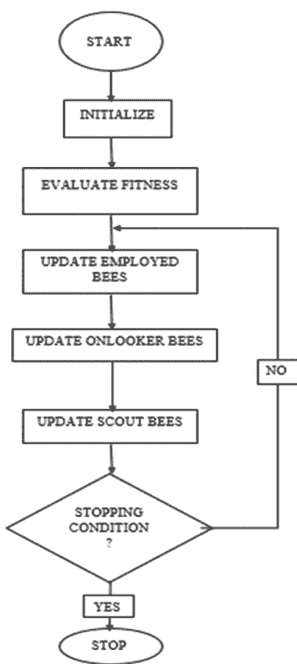 START
INITIALIZE
EVALUATE FITNESS
UPDATE EMPLOYED
BEES
UPDATE ONLOOKER BEES
NO
UPDATE SCOUT BEES
STOPPING
CONDITION
?
YES
STOP